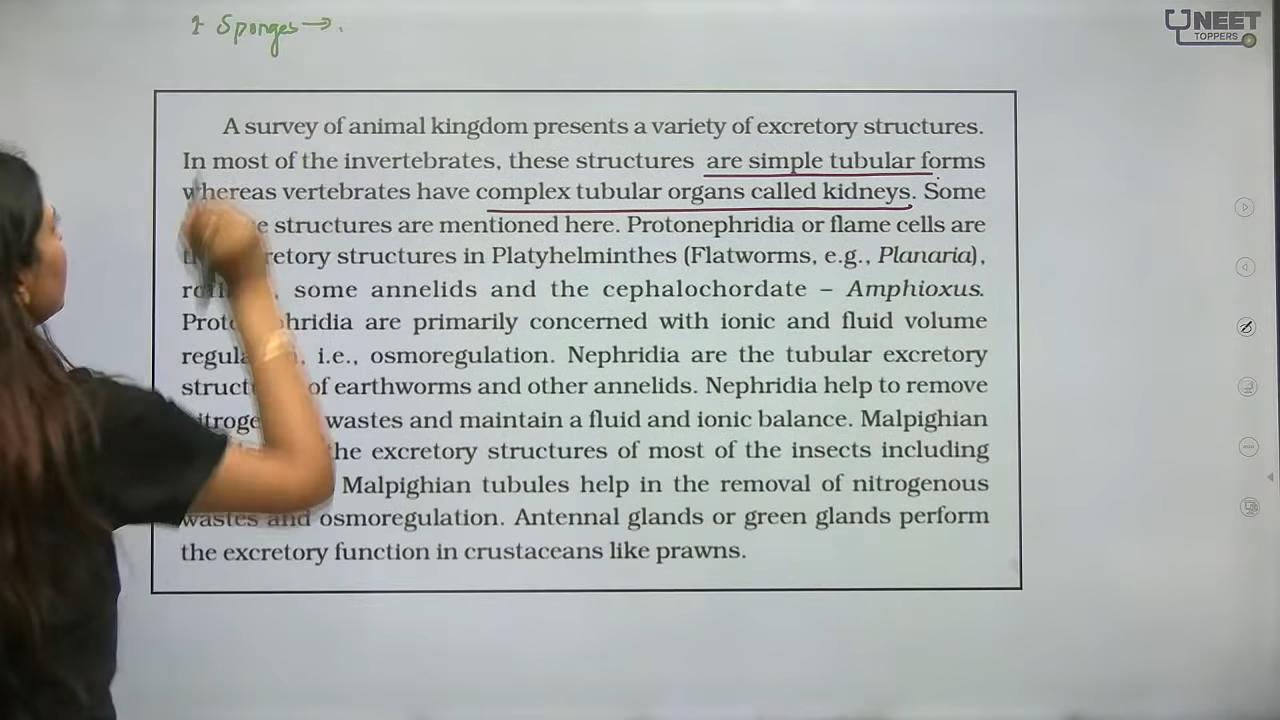 Sponges →.
UNEET
TOPPERS
A survey of animal kingdom presents a variety of excretory structures.
In most of the invertebrates, these structures are simple tubular forms
whereas vertebrates have complex tubular organs called kidneys. Some
structures are mentioned here. Protonephridia or flame cells are
retory structures in Platyhelminthes (Flatworms, e.g., Planaria),
some annelids and the cephalochordate – Amphioxus.
Prot hridia are primarily concerned with ionic and fluid volume
regula i.e., osmoregulation. Nephridia are the tubular excretory
struct of earthworms and other annelids. Nephridia help to remove
itroge wastes and maintain a fluid and ionic balance. Malpighian
he excretory structures of most of the insects including
Malpighian tubules help in the removal of nitrogenous
wastes and osmoregulation. Antennal glands or green glands perform
the excretory function in crustaceans like prawns.